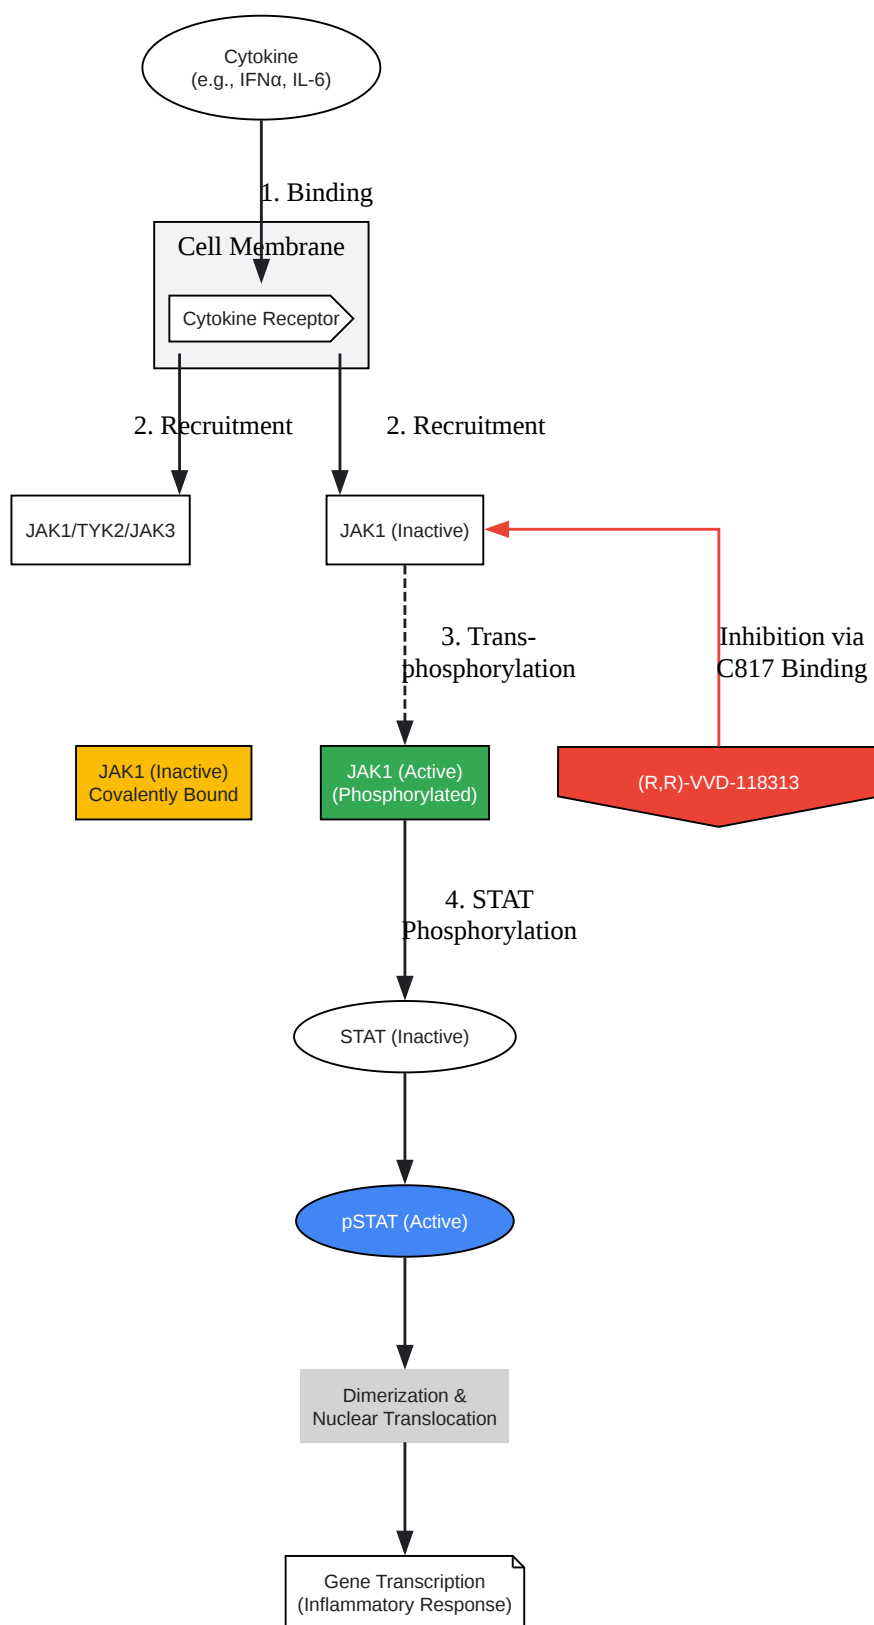 Cytokine
(e.g., IFNα, IL-6)
1. Binding
Cell Membrane
Cytokine Receptor
2. Recruitment
2. Recruitment
JAK1/TYK2/JAK3
JAK1 (Inactive)
3. Trans-
phosphorylation
Inhibition via
C817 Binding
JAK1 (Inactive)
Covalently Bound
JAK1 (Active)
(Phosphorylated)
(R,R)-VVD-118313
4. STAT
Phosphorylation
STAT (Inactive)
pSTAT (Active)
Dimerization &
Nuclear Translocation
Gene Transcription
(Inflammatory Response)